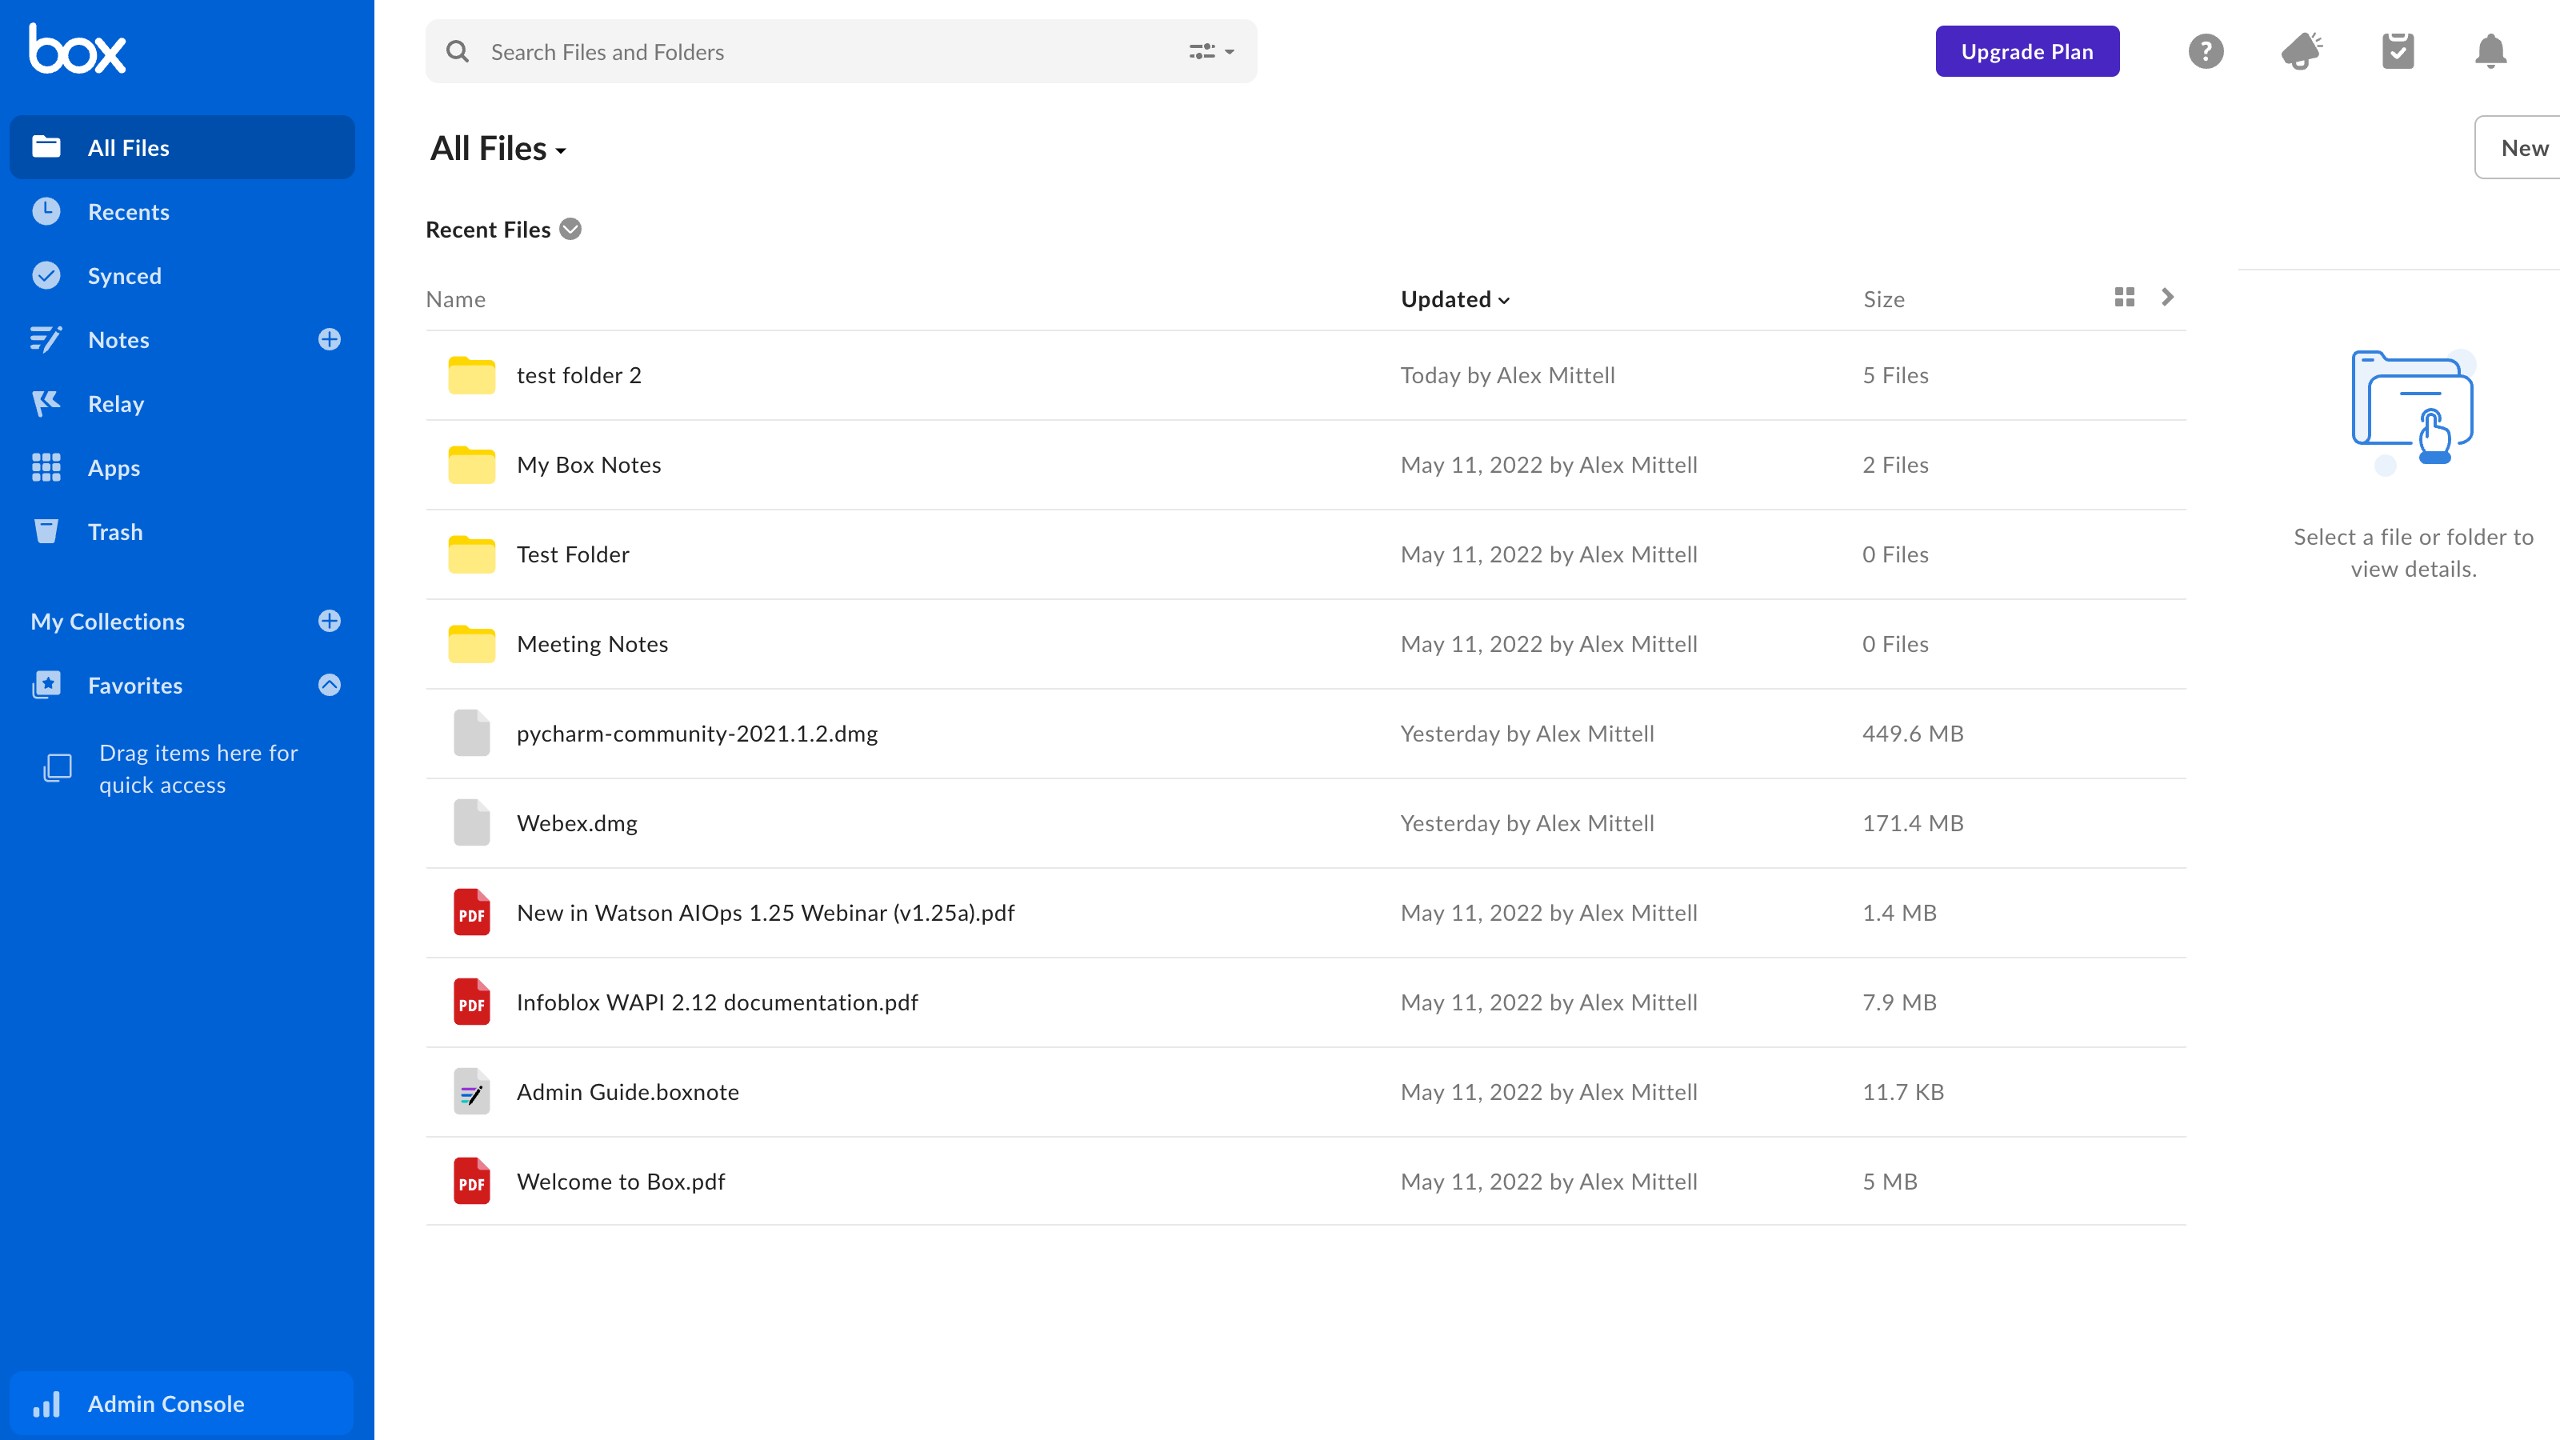 box
Search Files and Folders
Upgrade Plan
All Files
Recents
Synced
Notes
Relay
Apps
Trash
My Collections
Favorites
Drag items here for
quick access
Admin Console
All Files
New
Recent Files
Name Updated Size
test folder 2 Today by Alex Mittell 5 Files
My Box Notes May 11, 2022 by Alex Mittell 2 Files
Test Folder May 11, 2022 by Alex Mittell 0 Files
Meeting Notes May 11, 2022 by Alex Mittell 0 Files
pycharm-community-2021.1.2.dmg Yesterday by Alex Mittell 449.6 MB
Webex.dmg Yesterday by Alex Mittell 171.4 MB
PDF New in Watson AIOps 1.25 Webinar (v1.25a).pdf May 11, 2022 by Alex Mittell 1.4 MB
PDF Infoblox WAPI 2.12 documentation.pdf May 11, 2022 by Alex Mittell 7.9 MB
Admin Guide.boxnote May 11, 2022 by Alex Mittell 11.7 KB
PDF Welcome to Box.pdf May 11, 2022 by Alex Mittell 5 MB
Select a file or folder to
view details.